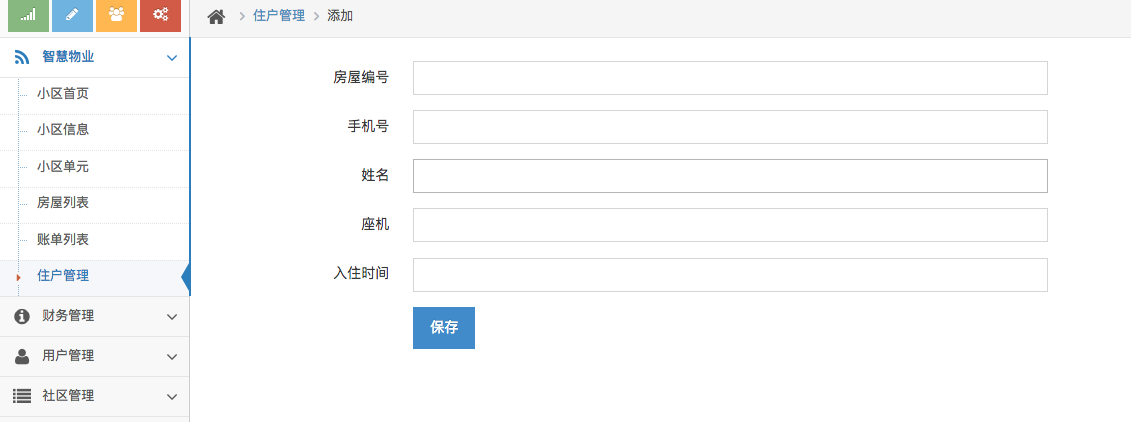 住户管理 添加
智慧物业
小区首页
小区信息
小区单元
房屋列表
账单列表
住户管理
财务管理
用户管理
社区管理
房屋编号
手机号
姓名
座机
入住时间
保存